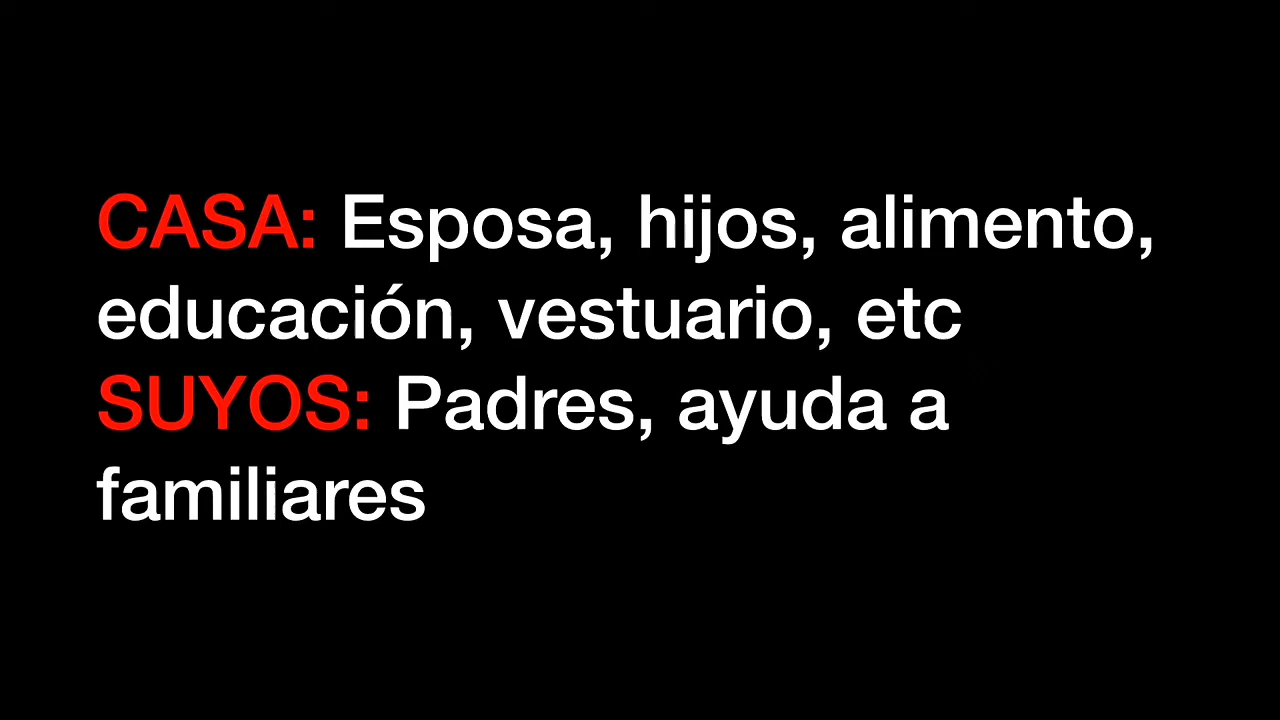 CASA: Esposa, hijos, alimento,
educación, vestuario, etc
SUYOS: Padres, ayuda a
familiares